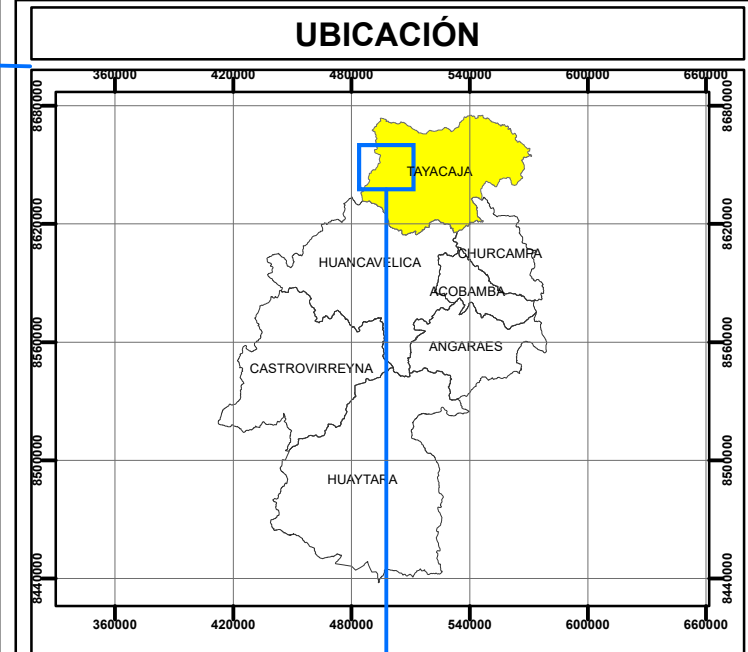 UBICACIÓN
360000 420000 480000 540000 600000 660000
8680000 8680000
TAYACAJA
8620000 8620000
CHURCAMPA
HUANCAVELICA
ACOBAMBA
8560000 8560000
ANGARAES
CASTROVIRREYNA
8500000 8500000
HUAYTARA
8440000 8440000
360000 420000 480000 540000 600000 660000